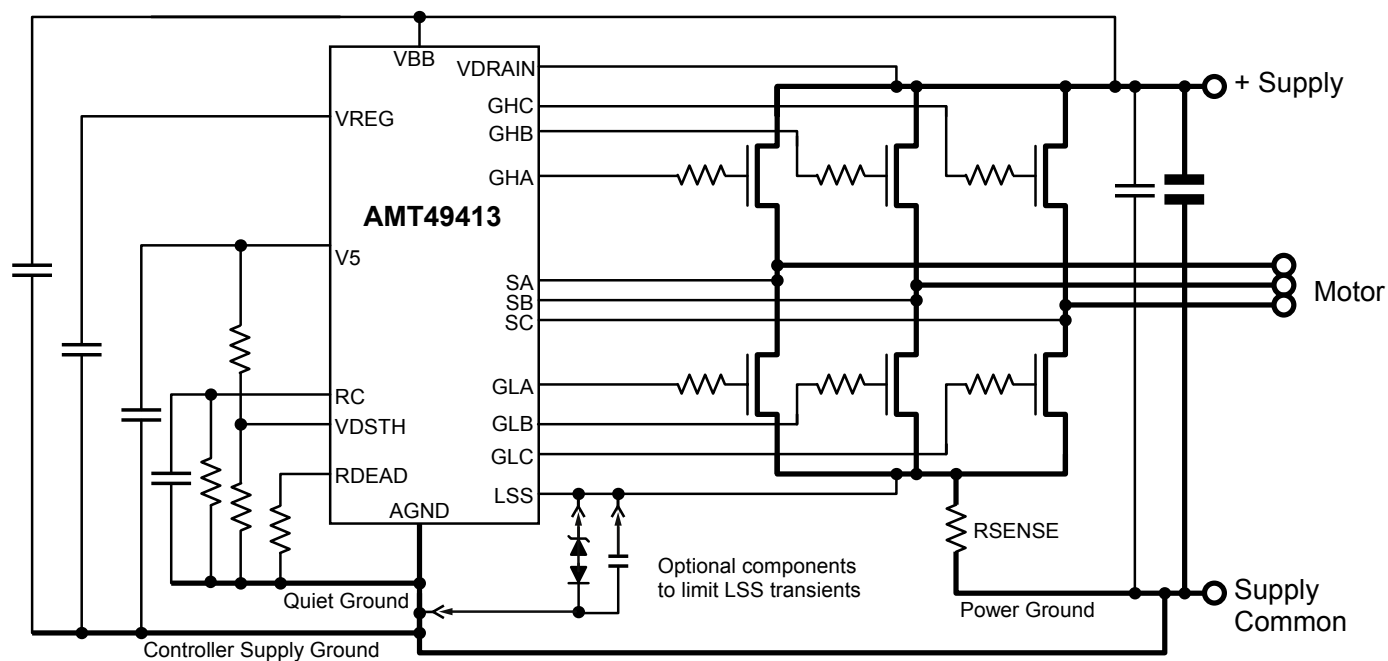 VBB
VDRAIN
+ Supply
GHC
VREG
GHB
GHA
AMT49413
V5
SA
Motor
SB
SC
GLA
RC
VDSTH
GLB
GLC
RDEAD
LSS
AGND
RSENSE
Optional components
to limit LSS transients
Quiet Ground
Power Ground
Supply
Common
Controller Supply Ground